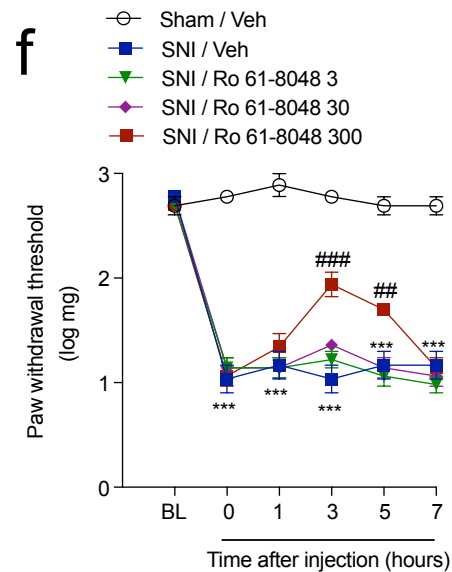 f
Sham / Veh
SNI / Veh
SNI / Ro 61-8048 3
SNI / Ro 61-8048 30
SNI / Ro 61-8048 300
Paw withdrawal threshold
(log mg)
3
2
1
0
###
##
***
***
***
***
***
BL 0 1 3 5 7
Time after injection (hours)